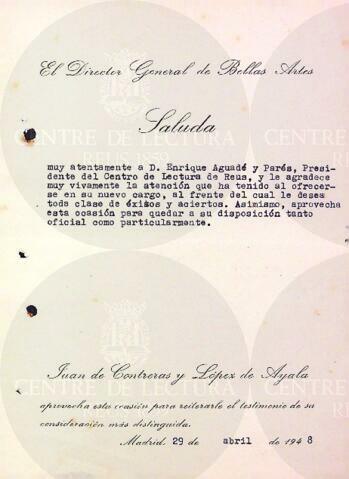 El Director General de Bellas Artes
Saluda
muy atentamente a D. Enrique Aguadé y Parés, Presi-
dente del Centro de Lectura de Reus, y le agradece
muy vivamente la atención que ha tenido al ofrecer-
se en su nuevo cargo, al frente del cual le desea
toda clase de éxitos y aciertos. Asimismo, aprovecha
esta ocasión para quedar a su disposición tanto
oficial como particularmente.
Juan de Contreras y López de Ayala
aprovecha esta ocasión para reiterarle el testimonio de su
consideración más distinguida.
Madrid, 29 de abril de 1948
CENTRE DE LECTURA
REUS 1859
CENTRE DE LECTURA
REUS 1859